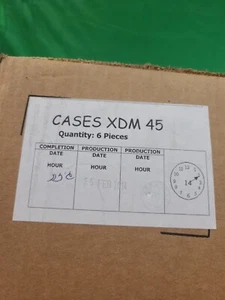 CASES XDM 45
Quantity: 6 Pieces
COMPLETION PRODUCTION PRODUCTION
DATE DATE DATE
HOUR HOUR HOUR
14